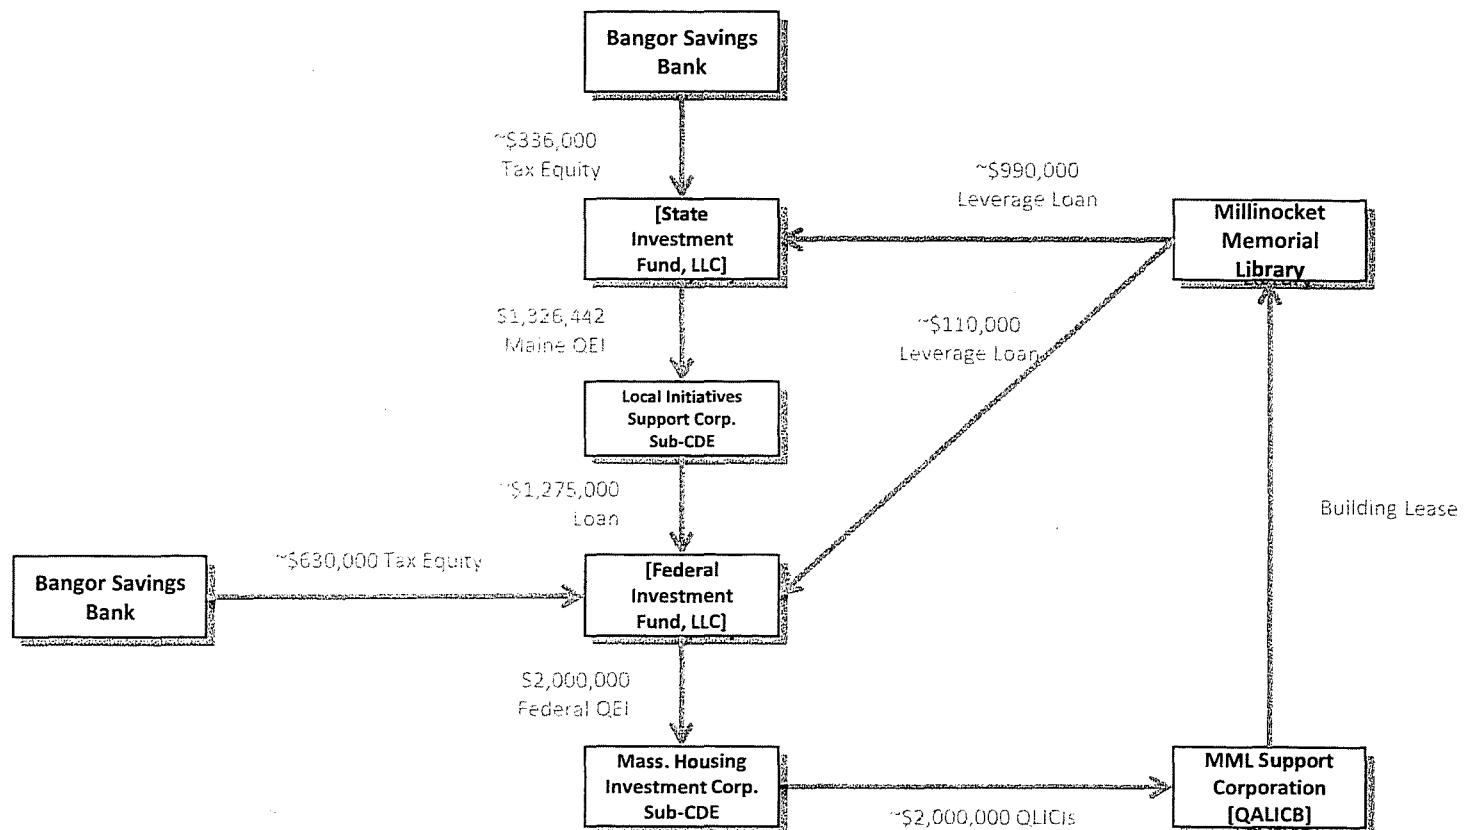 Bangor Savings
Bank
~$336,000
Tax Equity
~$990,000
Leverage Loan
[State
Investment
Fund, LLC]
Millinocket
Memorial
Library
$1,326,442
Maine QEI
~$110,000
Leverage Loan
Local Initiatives
Support Corp.
Sub-CDE
~$1,275,000
Loan
Building Lease
~$630,000 Tax Equity
Bangor Savings
Bank
[Federal
Investment
Fund, LLC]
$2,000,000
Federal QEI
Mass. Housing
Investment Corp.
Sub-CDE
~$2,000,000 QLICIs
MML Support
Corporation
[QALICB]